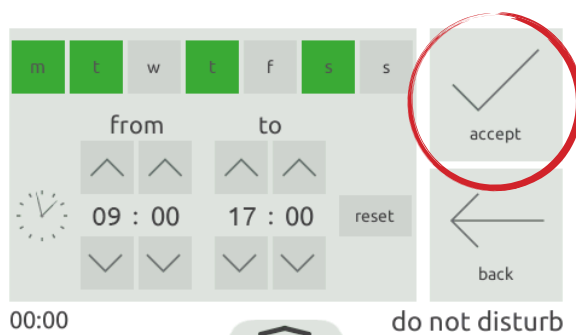 m t w t f s s
accept
from to
09 : 00 17 : 00
reset
back
00:00
do not disturb